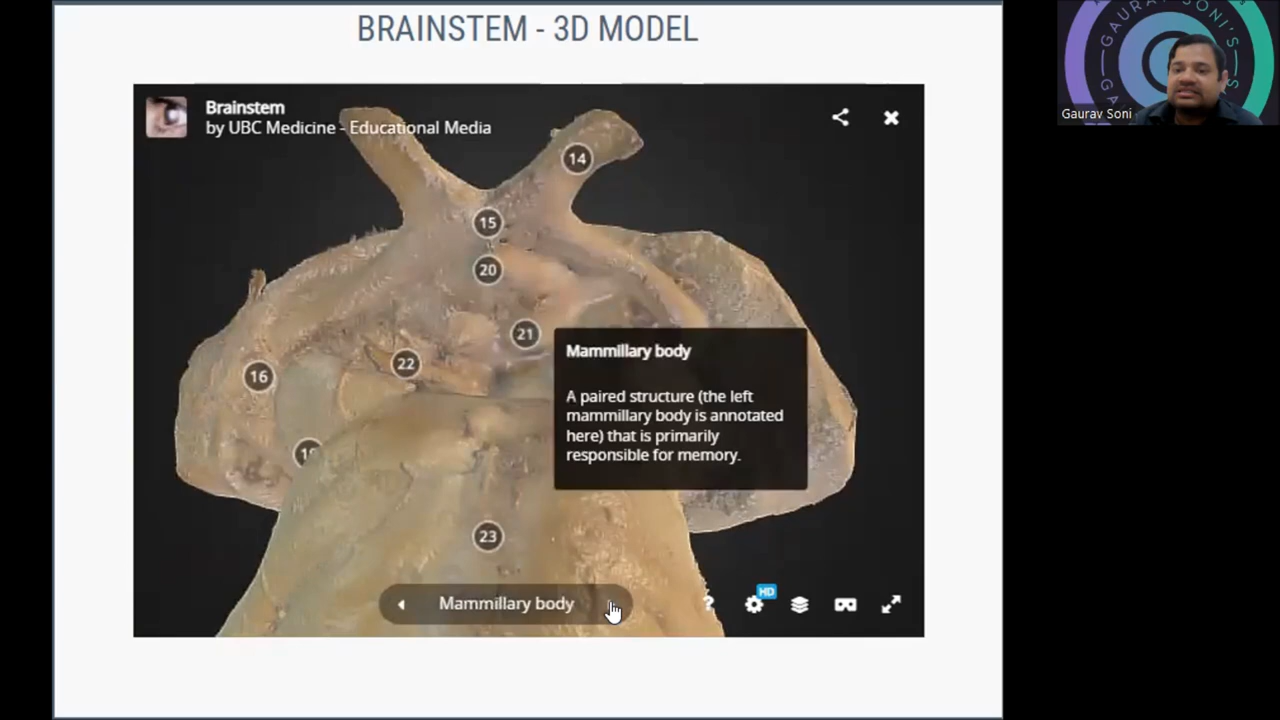 BRAINSTEM - 3D MODEL
Brainstem
by UBC Medicine - Educational Media
14
15
20
21
22
16
23
Mammillary body
A paired structure (the left
mammillary body is annotated
here) that is primarily
responsible for memory.
Mammillary body
?
HD
GAURAV SONI'S
Gaurav Soni